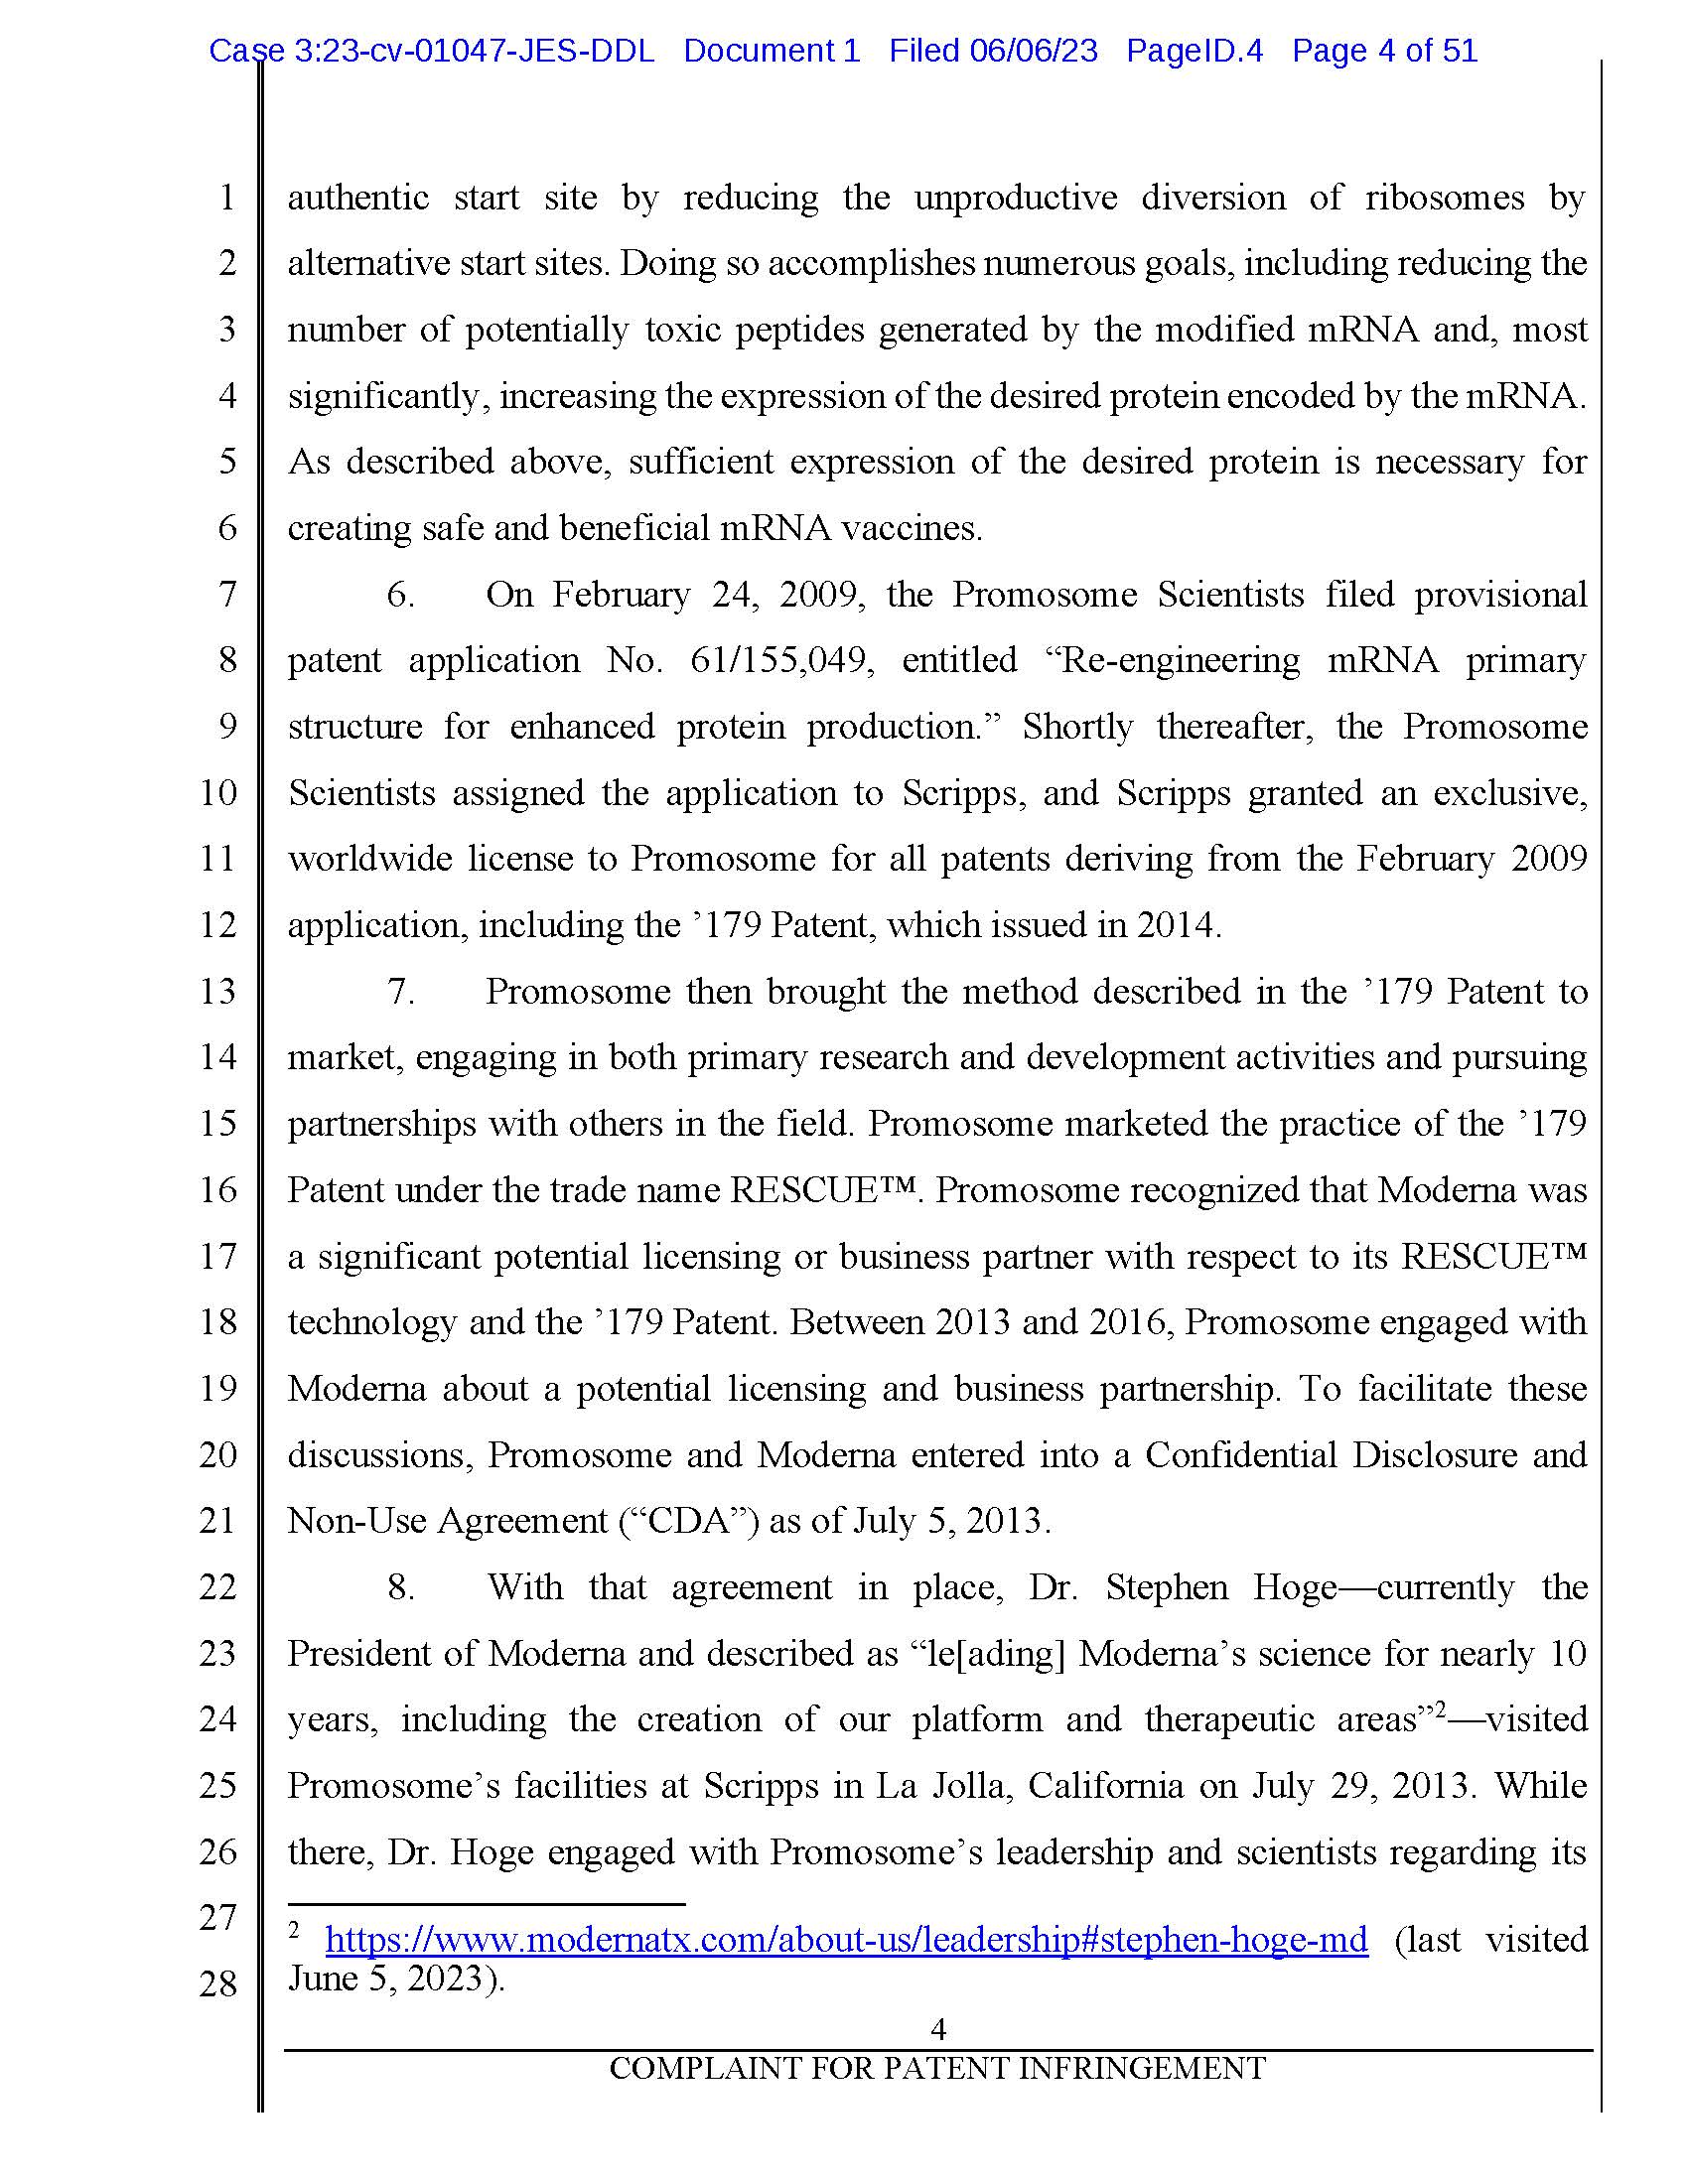 Case 3:23-cv-01047-JES-DDL Document 1 Filed 06/06/23 PageID.4 Page 4 of 51
1 authentic start site by reducing the unproductive diversion of ribosomes by
2 alternative start sites. Doing so accomplishes numerous goals, including reducing the
3 number of potentially toxic peptides generated by the modified mRNA and, most
4 significantly, increasing the expression of the desired protein encoded by the mRNA.
5 As described above, sufficient expression of the desired protein is necessary for
6 creating safe and beneficial mRNA vaccines.
7 6. On February 24, 2009, the Promosome Scientists filed provisional
8 patent application No. 61/155,049, entitled “Re-engineering mRNA primary
9 structure for enhanced protein production.” Shortly thereafter, the Promosome
10 Scientists assigned the application to Scripps, and Scripps granted an exclusive,
11 worldwide license to Promosome for all patents deriving from the February 2009
12 application, including the ’179 Patent, which issued in 2014.
13 7. Promosome then brought the method described in the ’179 Patent to
14 market, engaging in both primary research and development activities and pursuing
15 partnerships with others in the field. Promosome marketed the practice of the ’179
16 Patent under the trade name RESCUE™. Promosome recognized that Moderna was
17 a significant potential licensing or business partner with respect to its RESCUE™
18 technology and the ’179 Patent. Between 2013 and 2016, Promosome engaged with
19 Moderna about a potential licensing and business partnership. To facilitate these
20 discussions, Promosome and Moderna entered into a Confidential Disclosure and
21 Non-Use Agreement (“CDA”) as of July 5, 2013.
22 8. With that agreement in place, Dr. Stephen Hoge—currently the
23 President of Moderna and described as “le[ading] Moderna’s science for nearly 10
24 years, including the creation of our platform and therapeutic areas”2—visited
25 Promosome’s facilities at Scripps in La Jolla, California on July 29, 2013. While
26 there, Dr. Hoge engaged with Promosome’s leadership and scientists regarding its
27
2 https://www.modernatx.com/about-us/leadership#stephen-hoge-md (last visited
28 June 5, 2023).
4
COMPLAINT FOR PATENT INFRINGEMENT